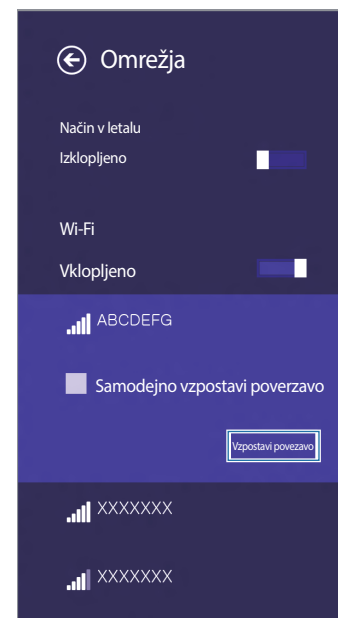 Omrežja
Način v letalu
Izklopljeno
Wi-Fi
Vklopljeno
ABCDEFG
Samodejno vzpostavi poverzavo
Vzpostavi povezavo
XXXXXXX
XXXXXXX